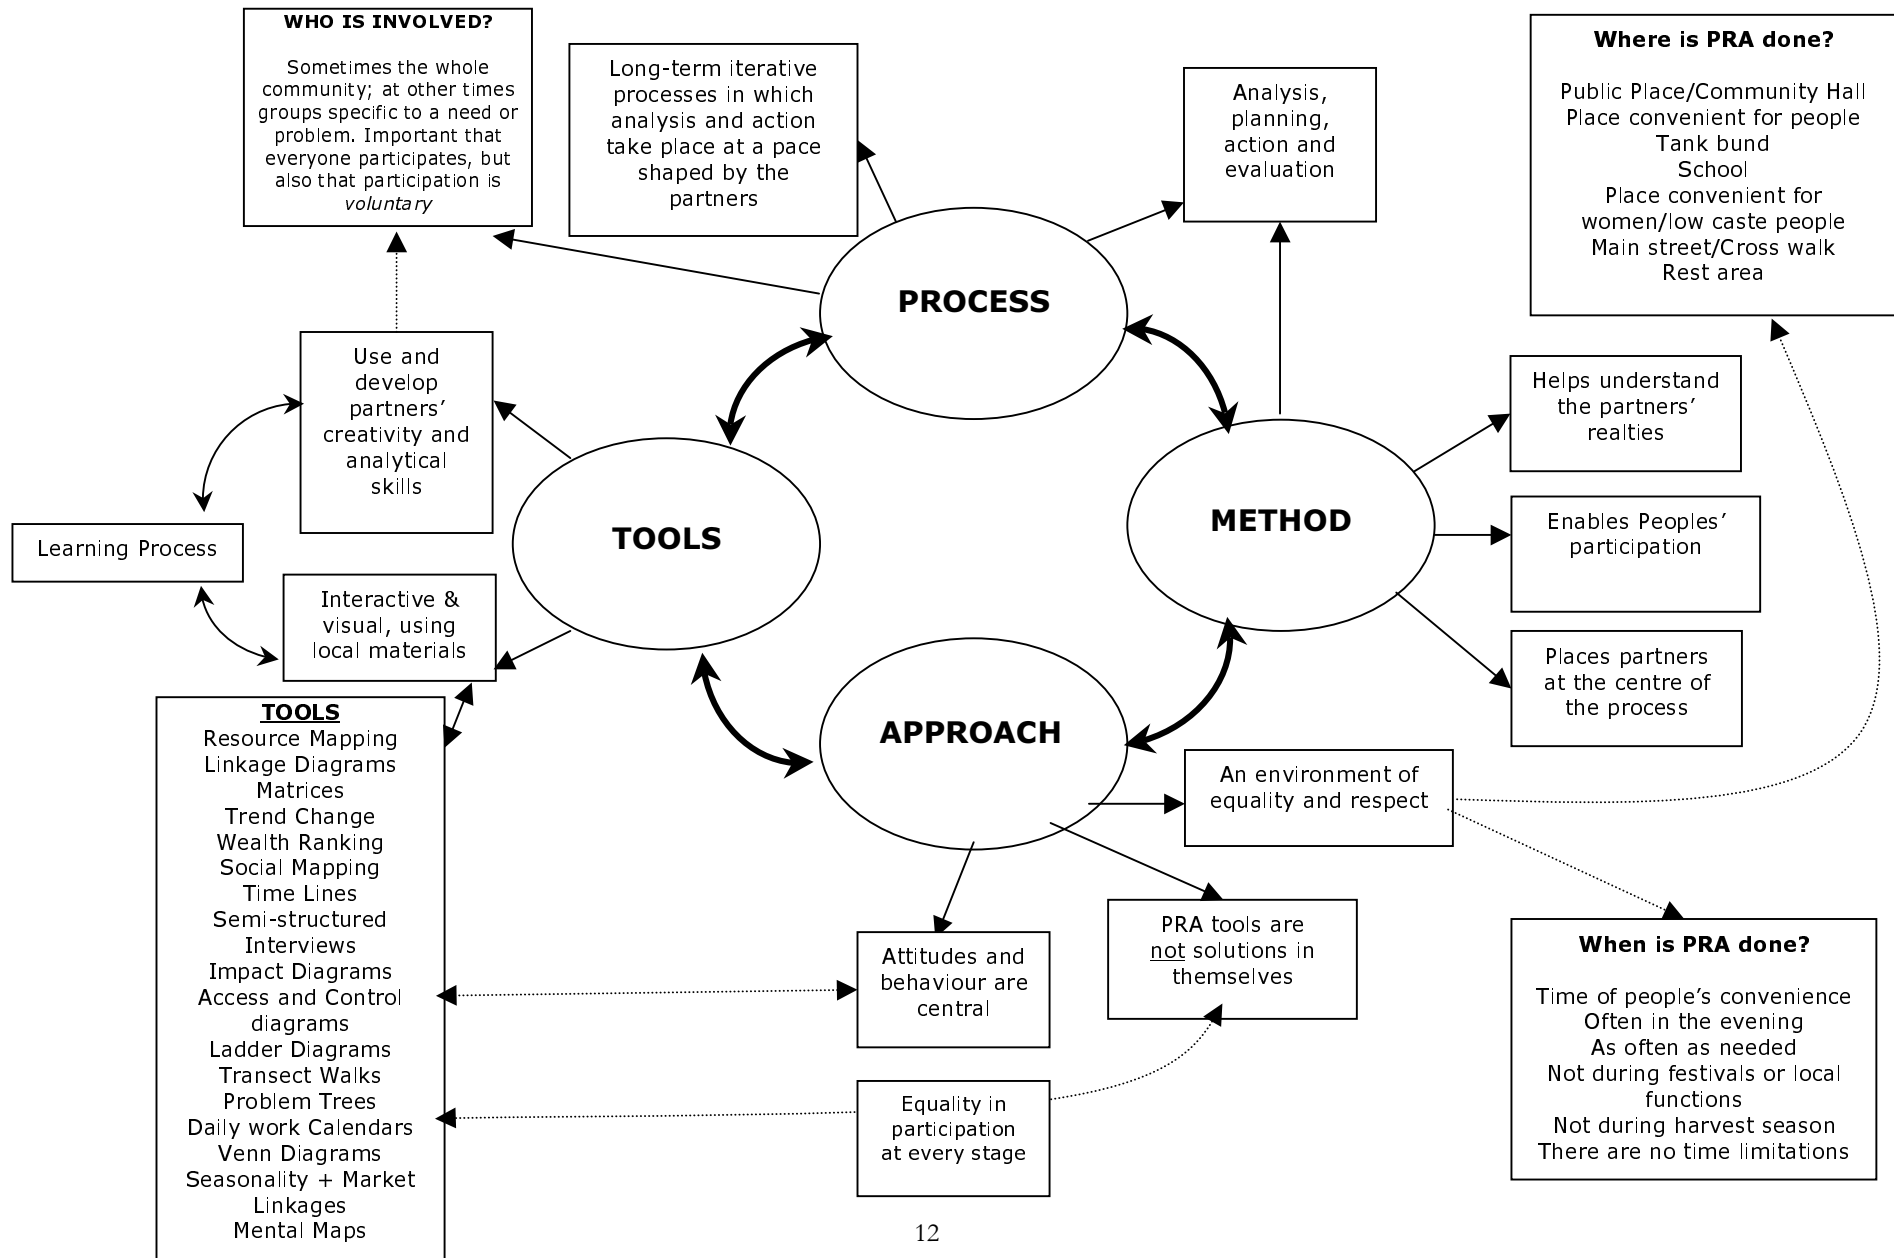 WHO IS INVOLVED?
Sometimes the whole
community; at other times
groups specific to a need or
problem. Important that
everyone participates, but
also that participation is
voluntary
Long-term iterative
processes in which
analysis and action
take place at a pace
shaped by the
partners
Analysis,
planning,
action and
evaluation
Where is PRA done?
Public Place/Community Hall
Place convenient for people
Tank bund
School
Place convenient for
women/low caste people
Main street/Cross walk
Rest area
PROCESS
Use and
develop
partners’
creativity and
analytical
skills
Helps understand
the partners’
realties
TOOLS
METHOD
Learning Process
Enables Peoples’
participation
Interactive &
visual, using
local materials
Places partners
at the centre of
the process
APPROACH
TOOLS
Resource Mapping
Linkage Diagrams
Matrices
Trend Change
Wealth Ranking
Social Mapping
Time Lines
Semi-structured
Interviews
Impact Diagrams
Access and Control
diagrams
Ladder Diagrams
Transect Walks
Problem Trees
Daily work Calendars
Venn Diagrams
Seasonality + Market
Linkages
Mental Maps
An environment of
equality and respect
Attitudes and
behaviour are
central
PRA tools are
not solutions in
themselves
Equality in
participation
at every stage
When is PRA done?
Time of people’s convenience
Often in the evening
As often as needed
Not during festivals or local
functions
Not during harvest season
There are no time limitations
12